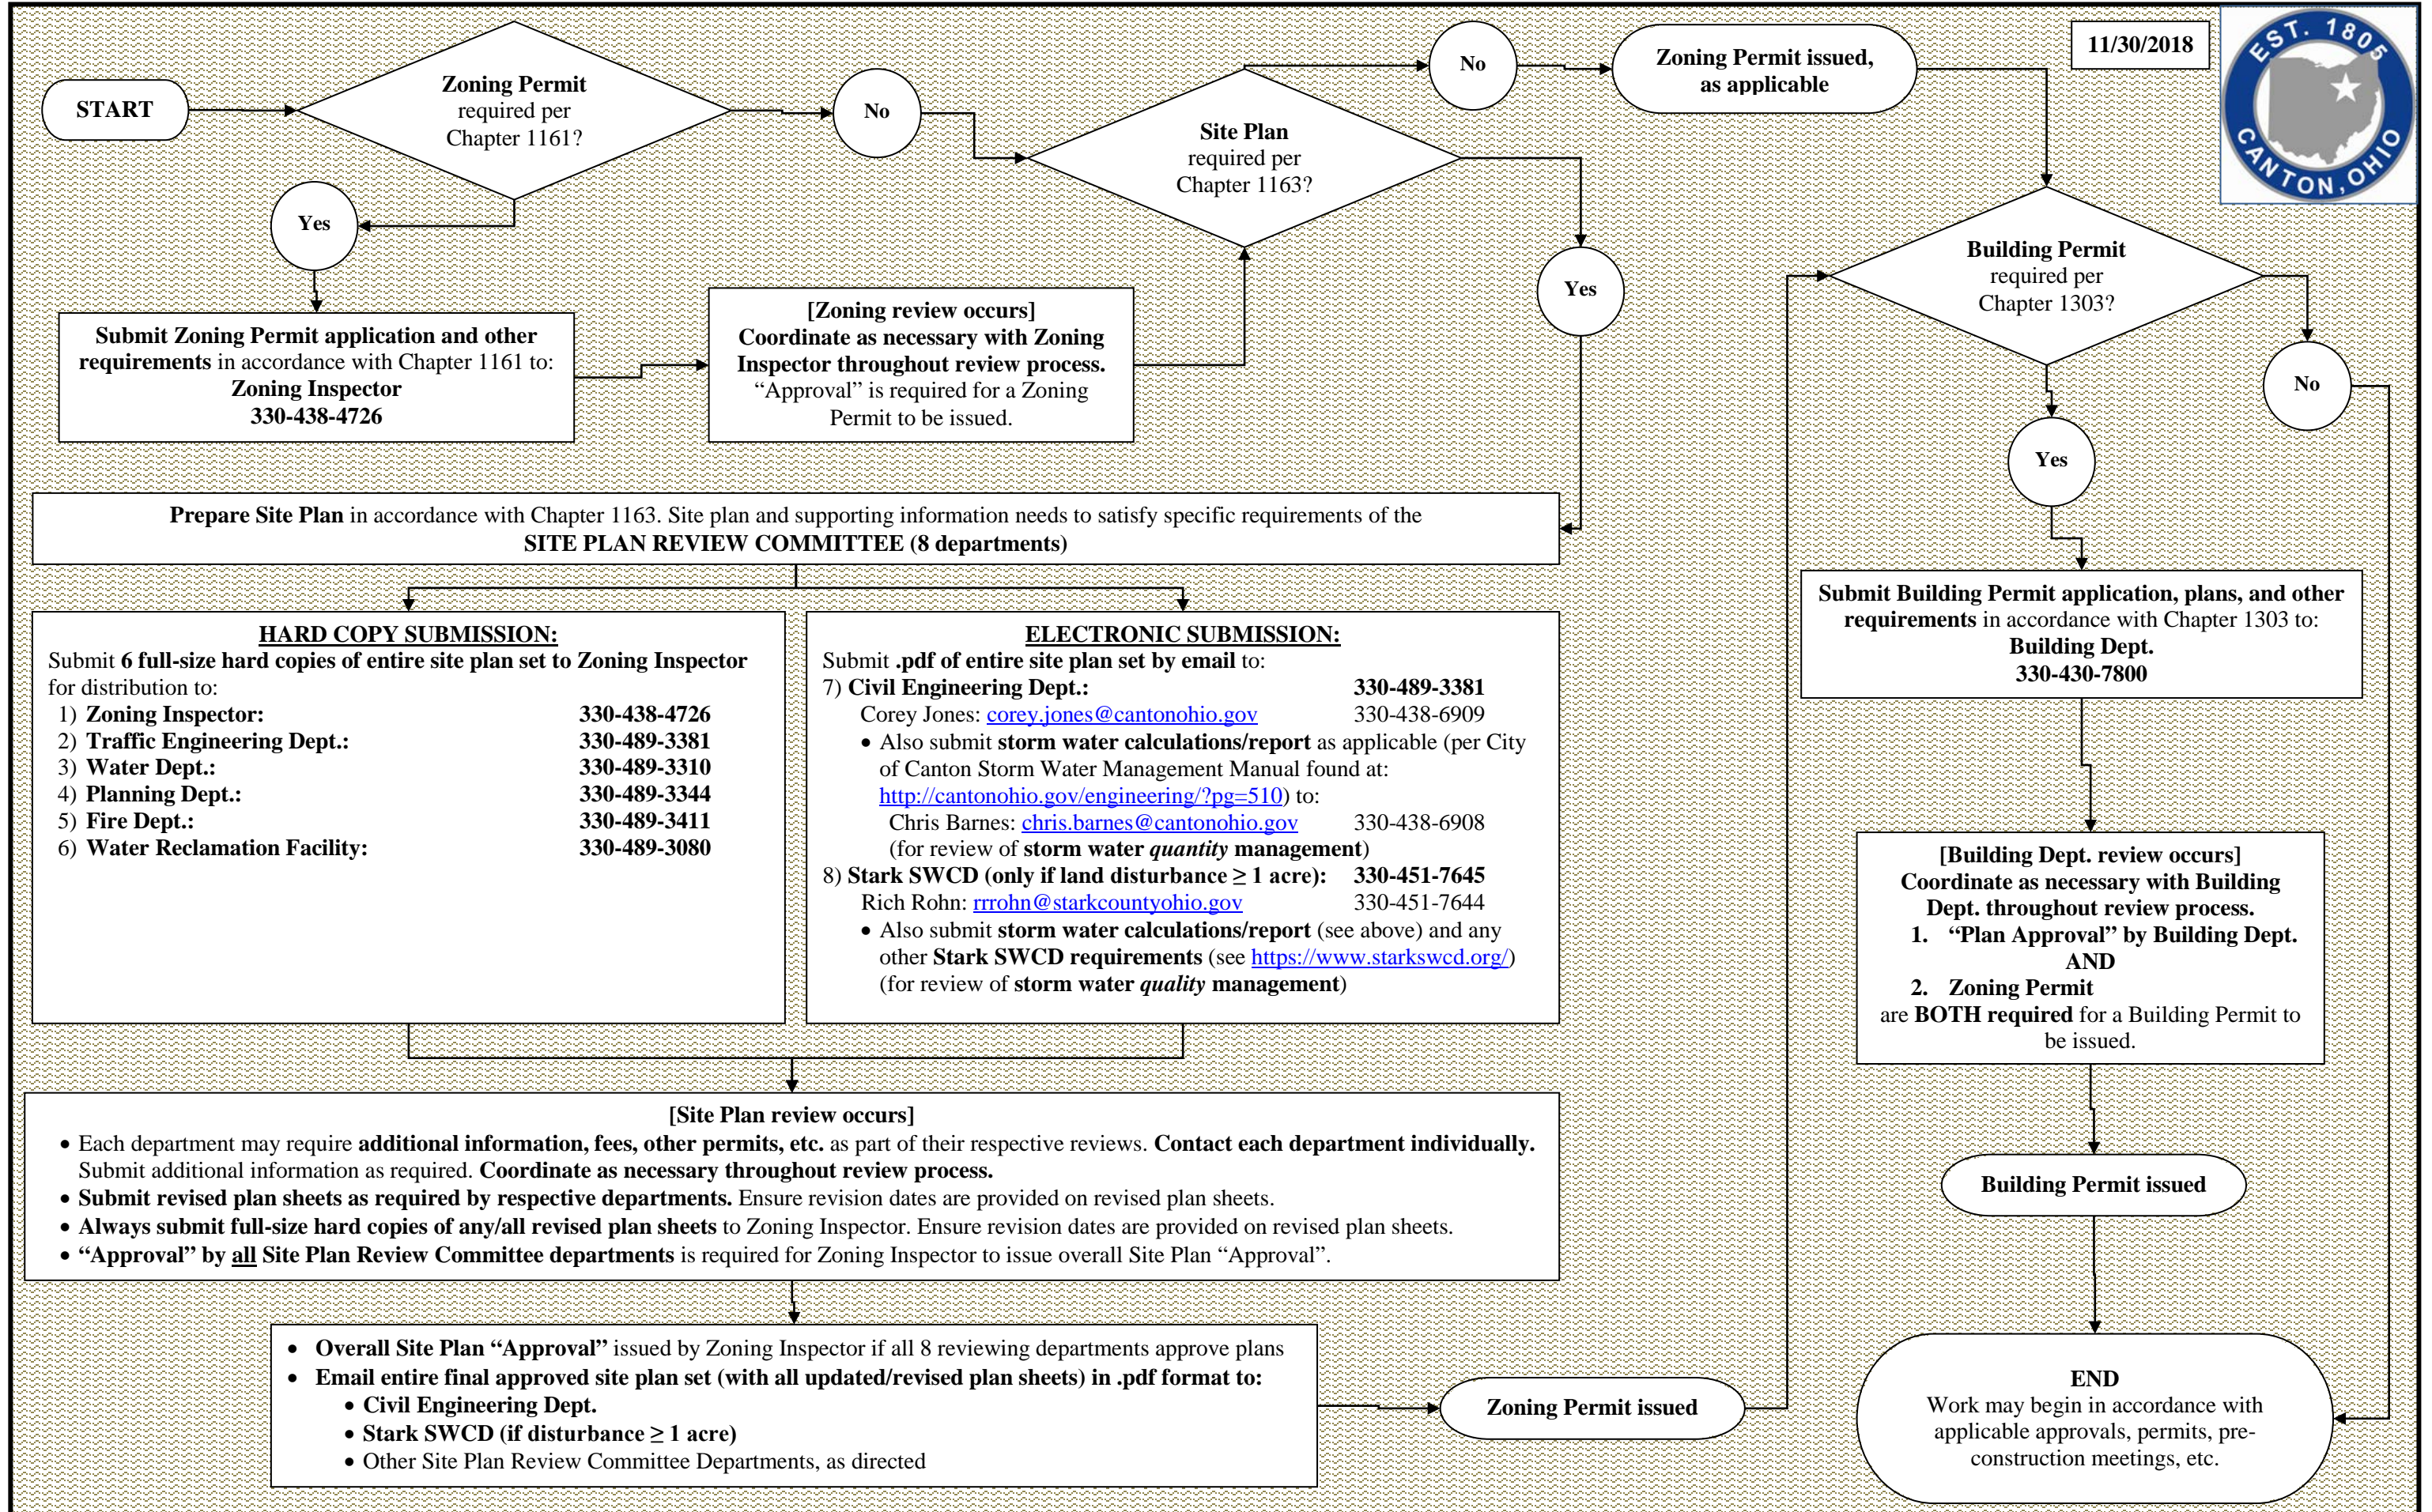 START
Zoning Permit
required per
Chapter 1161?
No
Yes
Site Plan
required per
Chapter 1163?
No
Zoning Permit issued,
as applicable
11/30/2018
EST. 1805
CANTON, OHIO
Yes
Building Permit
required per
Chapter 1303?
No
Yes
Submit Zoning Permit application and other
requirements in accordance with Chapter 1161 to:
Zoning Inspector
330-438-4726
[Zoning review occurs]
Coordinate as necessary with Zoning
Inspector throughout review process.
“Approval” is required for a Zoning
Permit to be issued.
Prepare Site Plan in accordance with Chapter 1163. Site plan and supporting information needs to satisfy specific requirements of the
SITE PLAN REVIEW COMMITTEE (8 departments)
HARD COPY SUBMISSION:
Submit 6 full-size hard copies of entire site plan set to Zoning Inspector
for distribution to:
1) Zoning Inspector: 330-438-4726
2) Traffic Engineering Dept.: 330-489-3381
3) Water Dept.: 330-489-3310
4) Planning Dept.: 330-489-3344
5) Fire Dept.: 330-489-3411
6) Water Reclamation Facility: 330-489-3080
ELECTRONIC SUBMISSION:
Submit .pdf of entire site plan set by email to:
7) Civil Engineering Dept.: 330-489-3381
Corey Jones: corey.jones@cantonohio.gov 330-438-6909
• Also submit storm water calculations/report as applicable (per City
of Canton Storm Water Management Manual found at:
http://cantonohio.gov/engineering/?pg=510) to:
Chris Barnes: chris.barnes@cantonohio.gov 330-438-6908
(for review of storm water quantity management)
8) Stark SWCD (only if land disturbance ≥ 1 acre): 330-451-7645
Rich Rohn: rrrohn@starkcountyohio.gov 330-451-7644
• Also submit storm water calculations/report (see above) and any
other Stark SWCD requirements (see https://www.starkswcd.org/)
(for review of storm water quality management)
Submit Building Permit application, plans, and other
requirements in accordance with Chapter 1303 to:
Building Dept.
330-430-7800
[Building Dept. review occurs]
Coordinate as necessary with Building
Dept. throughout review process.
1. “Plan Approval” by Building Dept.
AND
2. Zoning Permit
are BOTH required for a Building Permit to
be issued.
[Site Plan review occurs]
• Each department may require additional information, fees, other permits, etc. as part of their respective reviews. Contact each department individually.
Submit additional information as required. Coordinate as necessary throughout review process.
• Submit revised plan sheets as required by respective departments. Ensure revision dates are provided on revised plan sheets.
• Always submit full-size hard copies of any/all revised plan sheets to Zoning Inspector. Ensure revision dates are provided on revised plan sheets.
• “Approval” by all Site Plan Review Committee departments is required for Zoning Inspector to issue overall Site Plan “Approval”.
Building Permit issued
• Overall Site Plan “Approval” issued by Zoning Inspector if all 8 reviewing departments approve plans
• Email entire final approved site plan set (with all updated/revised plan sheets) in .pdf format to:
• Civil Engineering Dept.
• Stark SWCD (if disturbance ≥ 1 acre)
• Other Site Plan Review Committee Departments, as directed
Zoning Permit issued
END
Work may begin in accordance with
applicable approvals, permits, pre-
construction meetings, etc.